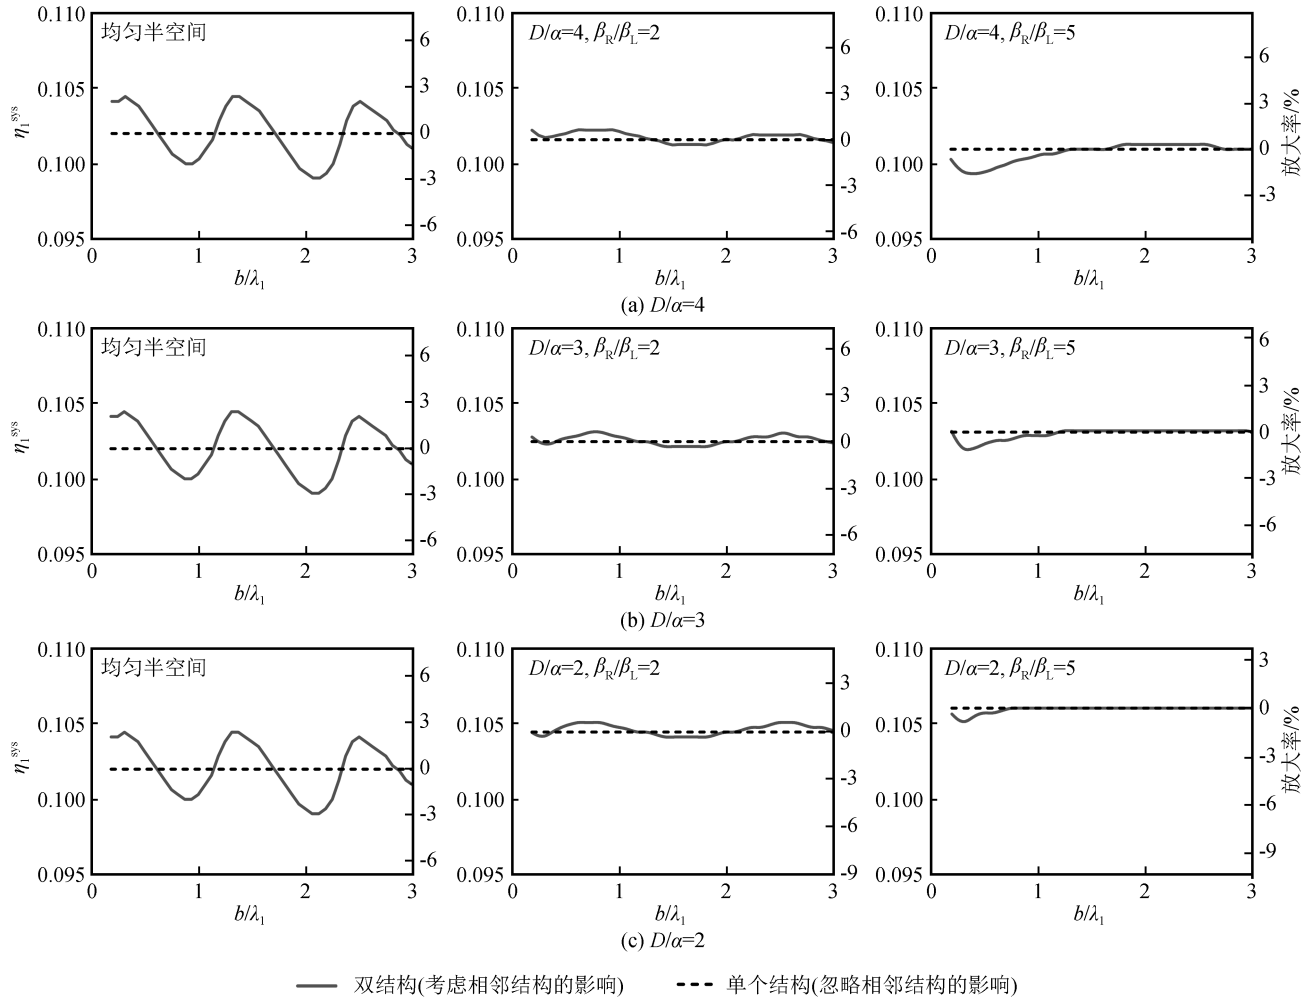 0.110
0.105
0.100
0.095
η₁ˢʸˢ
均匀半空间
6
3
0
-3
-6
0 1 2 3
b/λ₁
0.110
0.105
0.100
0.095
D/α=4, βR/βL=2
6
3
0
-3
-6
0 1 2 3
b/λ₁
0.110
0.105
0.100
0.095
D/α=4, βR/βL=5
6
3
0
-3
放大率/%
0 1 2 3
b/λ₁
(a) D/α=4
0.110
0.105
0.100
0.095
η₁ˢʸˢ
均匀半空间
6
3
0
-3
-6
0 1 2 3
b/λ₁
0.110
0.105
0.100
0.095
D/α=3, βR/βL=2
6
3
0
-3
-6
0 1 2 3
b/λ₁
0.110
0.105
0.100
0.095
D/α=3, βR/βL=5
6
3
0
-3
-6
放大率/%
0 1 2 3
b/λ₁
(b) D/α=3
0.110
0.105
0.100
0.095
η₁ˢʸˢ
均匀半空间
6
3
0
-3
-6
0 1 2 3
b/λ₁
0.110
0.105
0.100
0.095
D/α=2, βR/βL=2
3
0
-3
-6
-9
0 1 2 3
b/λ₁
0.110
0.105
0.100
0.095
D/α=2, βR/βL=5
3
0
-3
-6
-9
放大率/%
0 1 2 3
b/λ₁
(c) D/α=2
双结构(考虑相邻结构的影响)
单个结构(忽略相邻结构的影响)